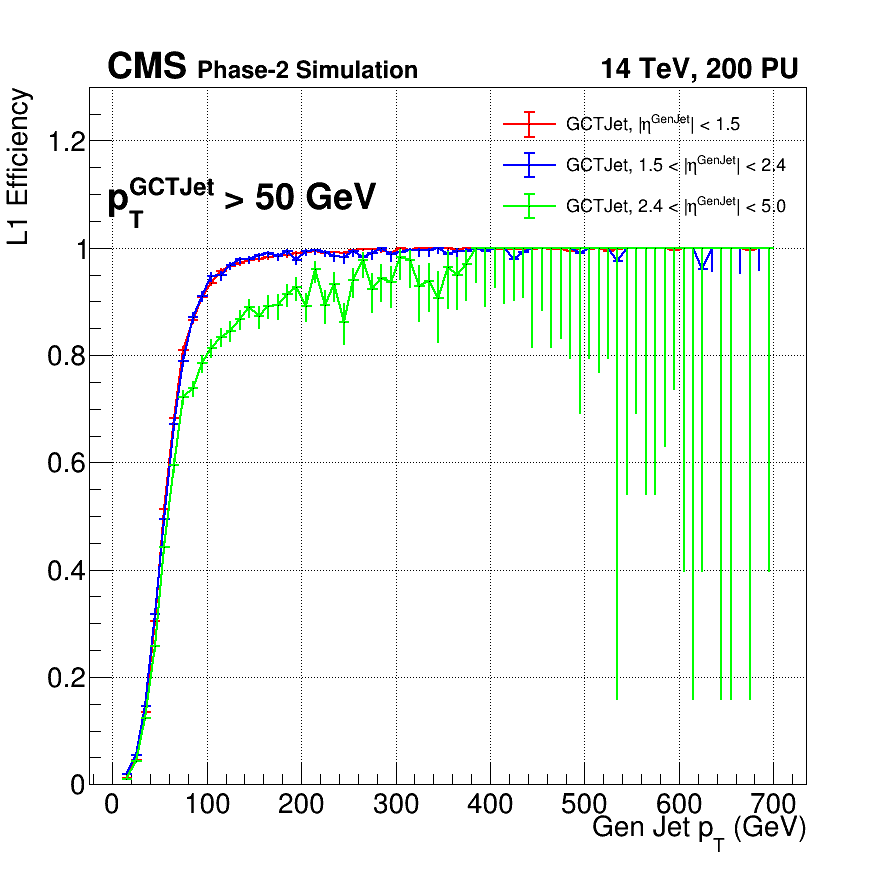 CMS Phase-2 Simulation
14 TeV, 200 PU
L1 Efficiency
GCTJet, |η^GenJet| < 1.5
GCTJet, 1.5 < |η^GenJet| < 2.4
GCTJet, 2.4 < |η^GenJet| < 5.0
p_T^GCTJet > 50 GeV
1.2
1
0.8
0.6
0.4
0.2
0
0 100 200 300 400 500 600 700
Gen Jet p_T (GeV)